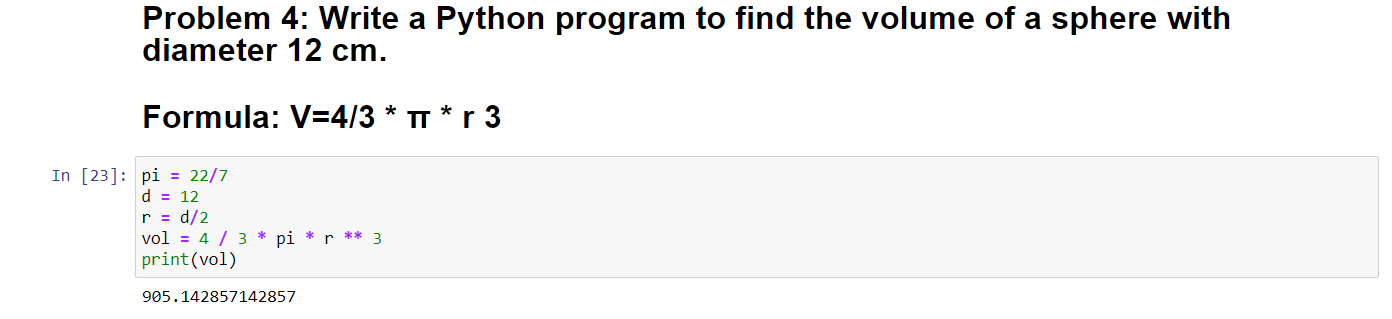 Problem 4: Write a Python program to find the volume of a sphere with
diameter 12 cm.
Formula: V=4/3 * π * r 3
In [23]:
pi = 22/7
d = 12
r = d/2
vol = 4 / 3 * pi * r ** 3
print(vol)
905.142857142857